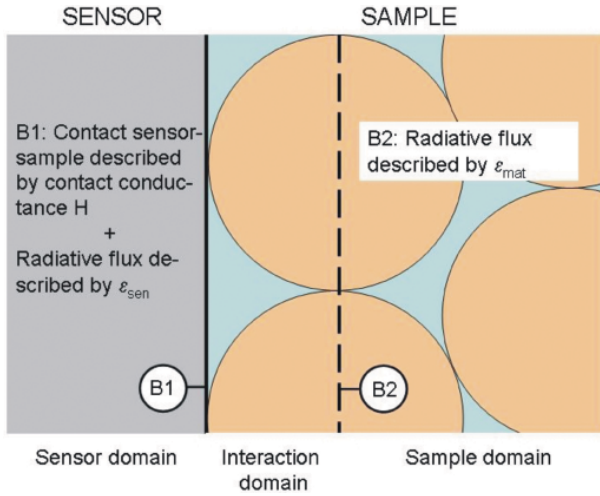 SENSOR
SAMPLE
B1: Contact sensor-
sample described
by contact conduc-
tance H
+
Radiative flux de-
scribed by εsen
B2: Radiative flux
described by εmat
B1
B2
Sensor domain
Interaction
domain
Sample domain